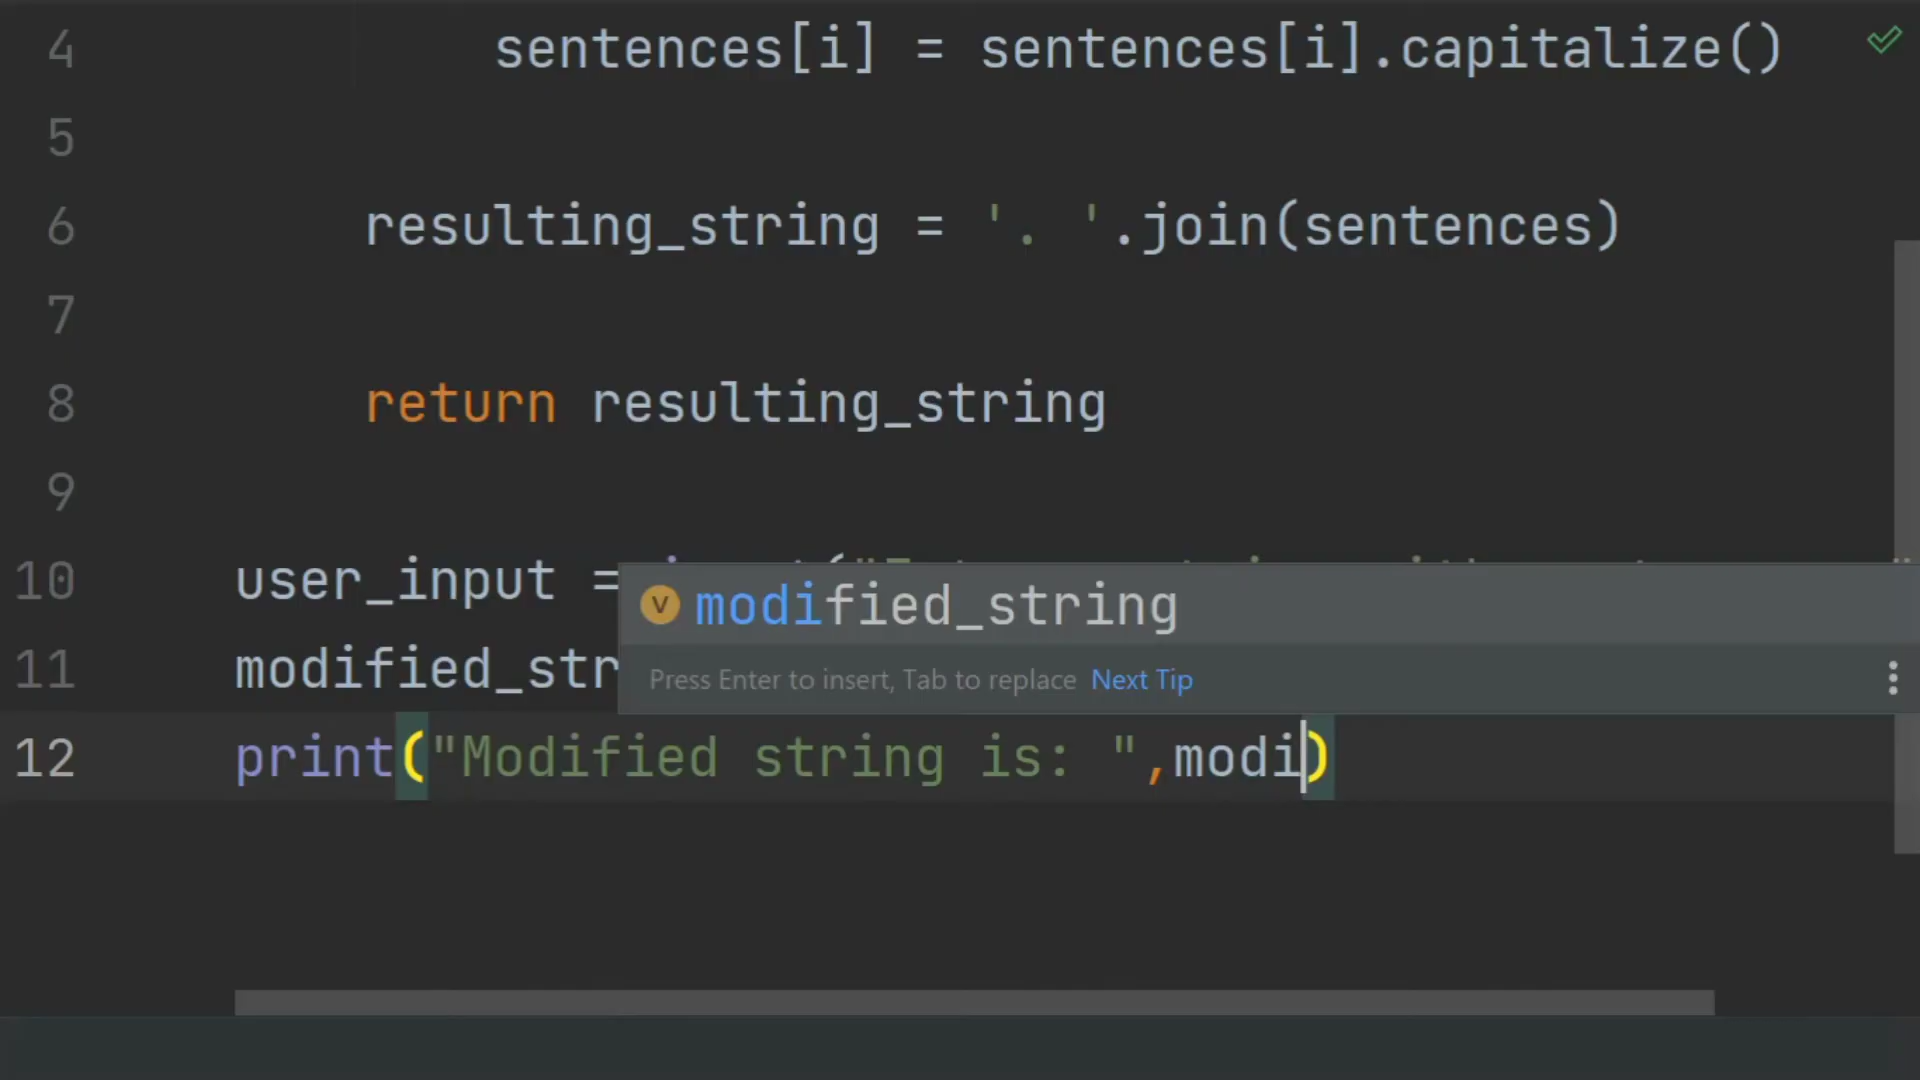 4 sentences[i] = sentences[i].capitalize()
5
6 resulting_string = '. '.join(sentences)
7
8 return resulting_string
9
10 user_input =
modified_string
11 modified_str
Press Enter to insert, Tab to replace Next Tip
12 print("Modified string is: ",modi)